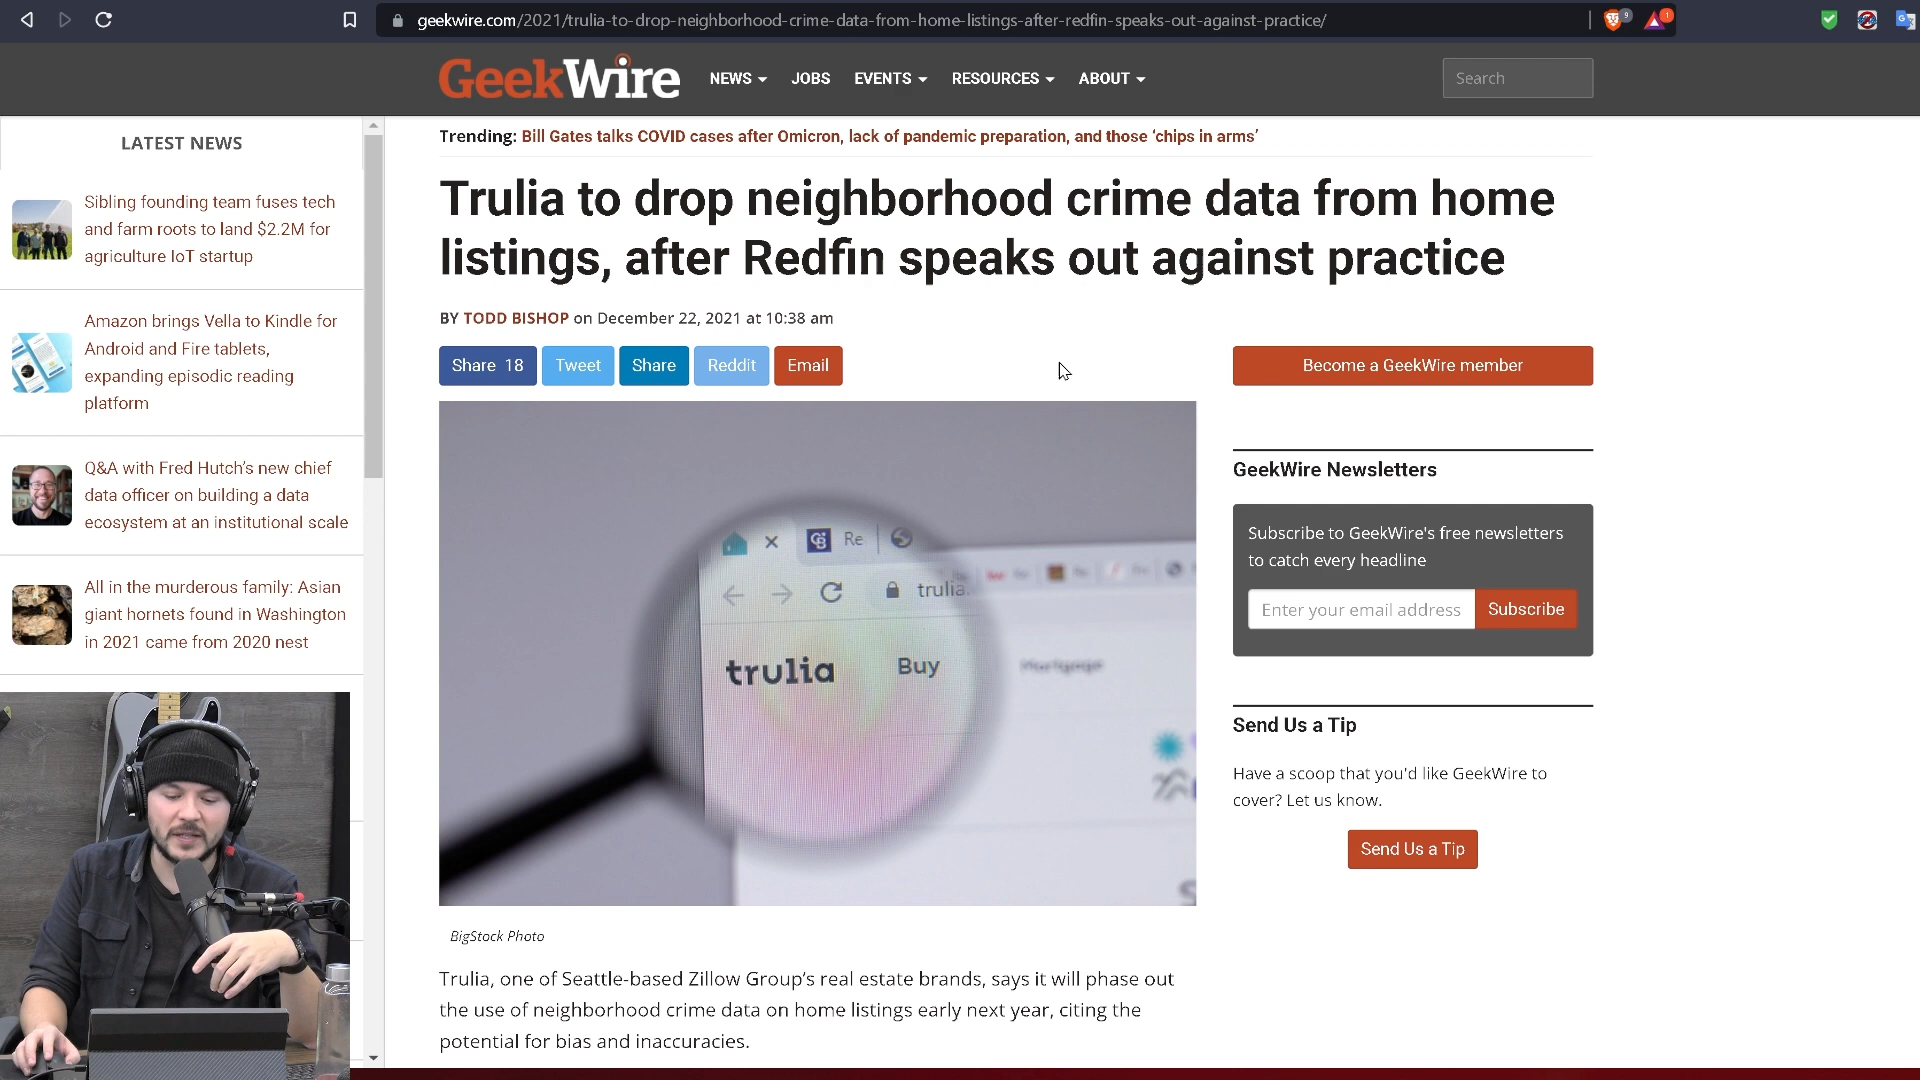 geekwire.com/2021/trulia-to-drop-neighborhood-crime-data-from-home-listings-after-redfin-speaks-out-against-practice/
9
1
GeekWire
NEWS
JOBS
EVENTS
RESOURCES
ABOUT
Search
LATEST NEWS
Sibling founding team fuses tech
and farm roots to land $2.2M for
agriculture IoT startup
Amazon brings Vella to Kindle for
Android and Fire tablets,
expanding episodic reading
platform
Q&A with Fred Hutch's new chief
data officer on building a data
ecosystem at an institutional scale
All in the murderous family: Asian
giant hornets found in Washington
in 2021 came from 2020 nest
Trending: Bill Gates talks COVID cases after Omicron, lack of pandemic preparation, and those ‘chips in arms’
Trulia to drop neighborhood crime data from home
listings, after Redfin speaks out against practice
BY TODD BISHOP on December 22, 2021 at 10:38 am
Share 18
Tweet
Share
Reddit
Email
Re
trulia.
trulia
Buy
Mortgage
BigStock Photo
Trulia, one of Seattle-based Zillow Group’s real estate brands, says it will phase out
the use of neighborhood crime data on home listings early next year, citing the
potential for bias and inaccuracies.
Become a GeekWire member
GeekWire Newsletters
Subscribe to GeekWire's free newsletters
to catch every headline
Enter your email address
Subscribe
Send Us a Tip
Have a scoop that you'd like GeekWire to
cover? Let us know.
Send Us a Tip